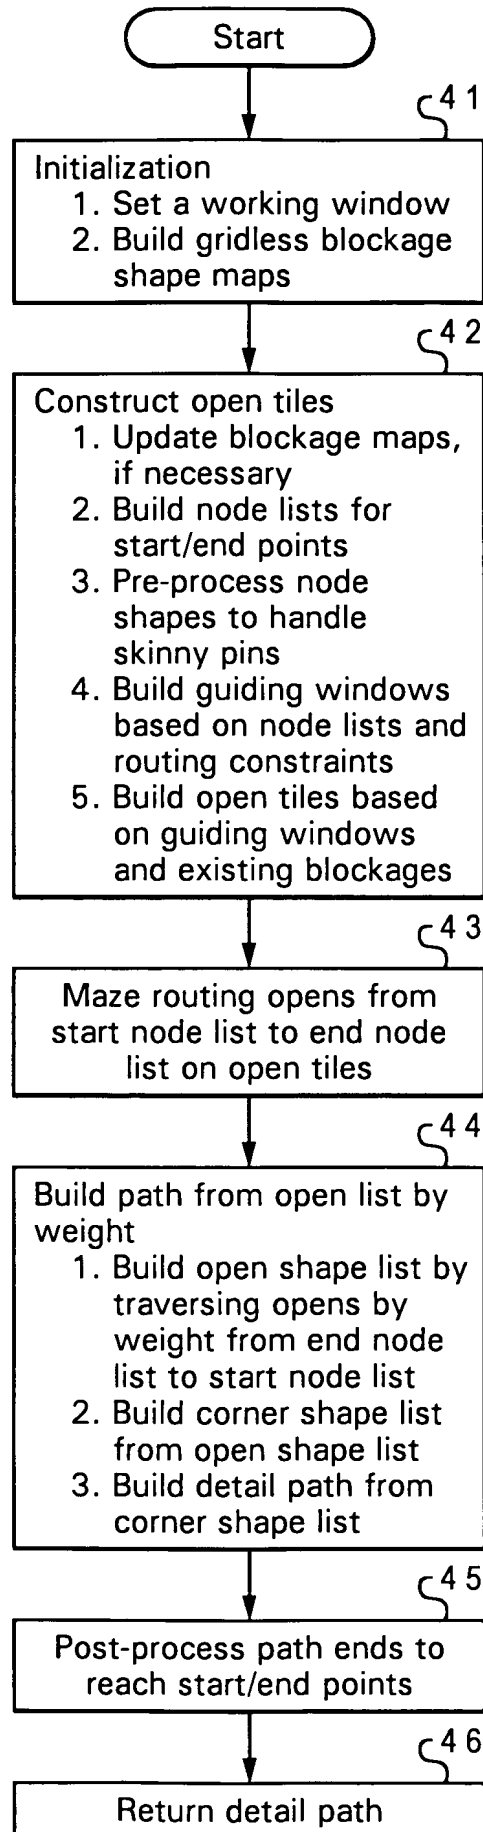 Start
41
Initialization
1. Set a working window
2. Build gridless blockage
shape maps
42
Construct open tiles
1. Update blockage maps,
if necessary
2. Build node lists for
start/end points
3. Pre-process node
shapes to handle
skinny pins
4. Build guiding windows
based on node lists and
routing constraints
5. Build open tiles based
on guiding windows
and existing blockages
43
Maze routing opens from
start node list to end node
list on open tiles
44
Build path from open list by
weight
1. Build open shape list by
traversing opens by
weight from end node
list to start node list
2. Build corner shape list
from open shape list
3. Build detail path from
corner shape list
45
Post-process path ends to
reach start/end points
46
Return detail path